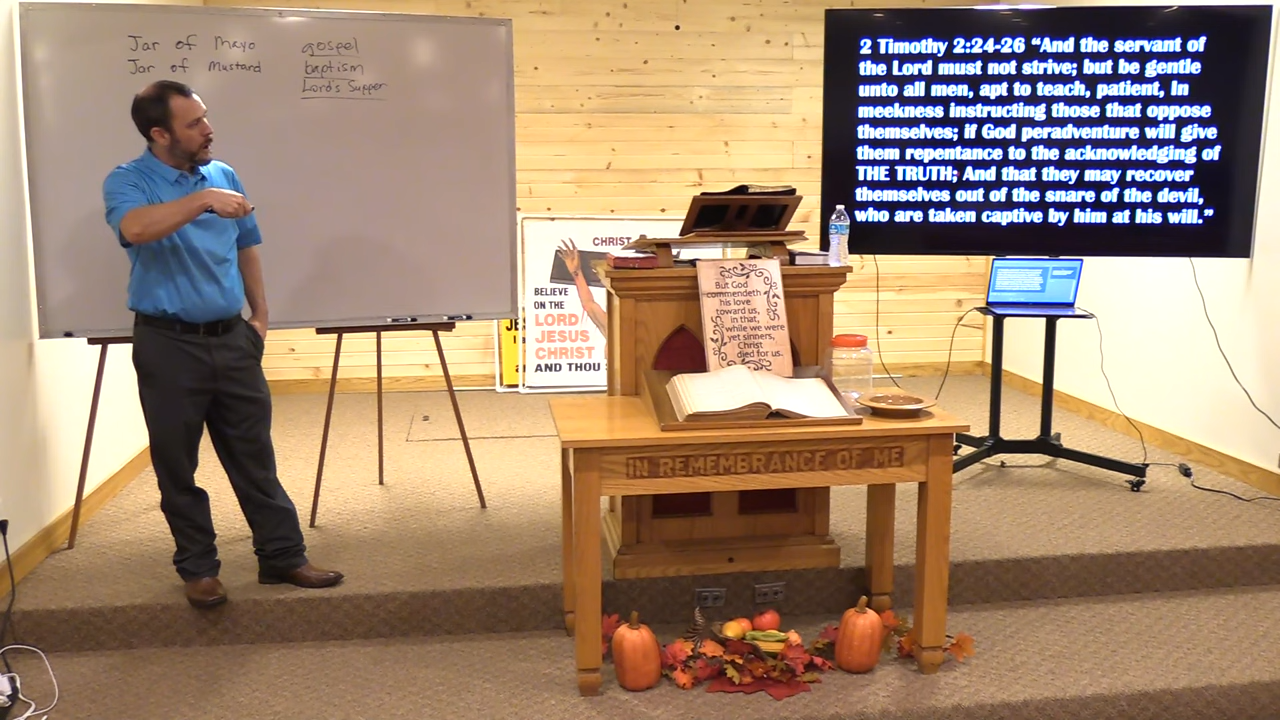 Jar of Mayo
Jar of Mustard
gospel
baptism
Lord's Supper
2 Timothy 2:24-26 “And the servant of
the Lord must not strive; but be gentle
unto all men, apt to teach, patient, In
meekness instructing those that oppose
themselves; if God peradventure will give
them repentance to the acknowledging of
THE TRUTH; And that they may recover
themselves out of the snare of the devil,
who are taken captive by him at his will.”
CHRIST
BELIEVE
ON THE
LORD
JESUS
CHRIST
AND THOU
But God
commendeth
his love
toward us,
in that,
while we were
yet sinners,
Christ
died for us.
IN REMEMBRANCE OF ME